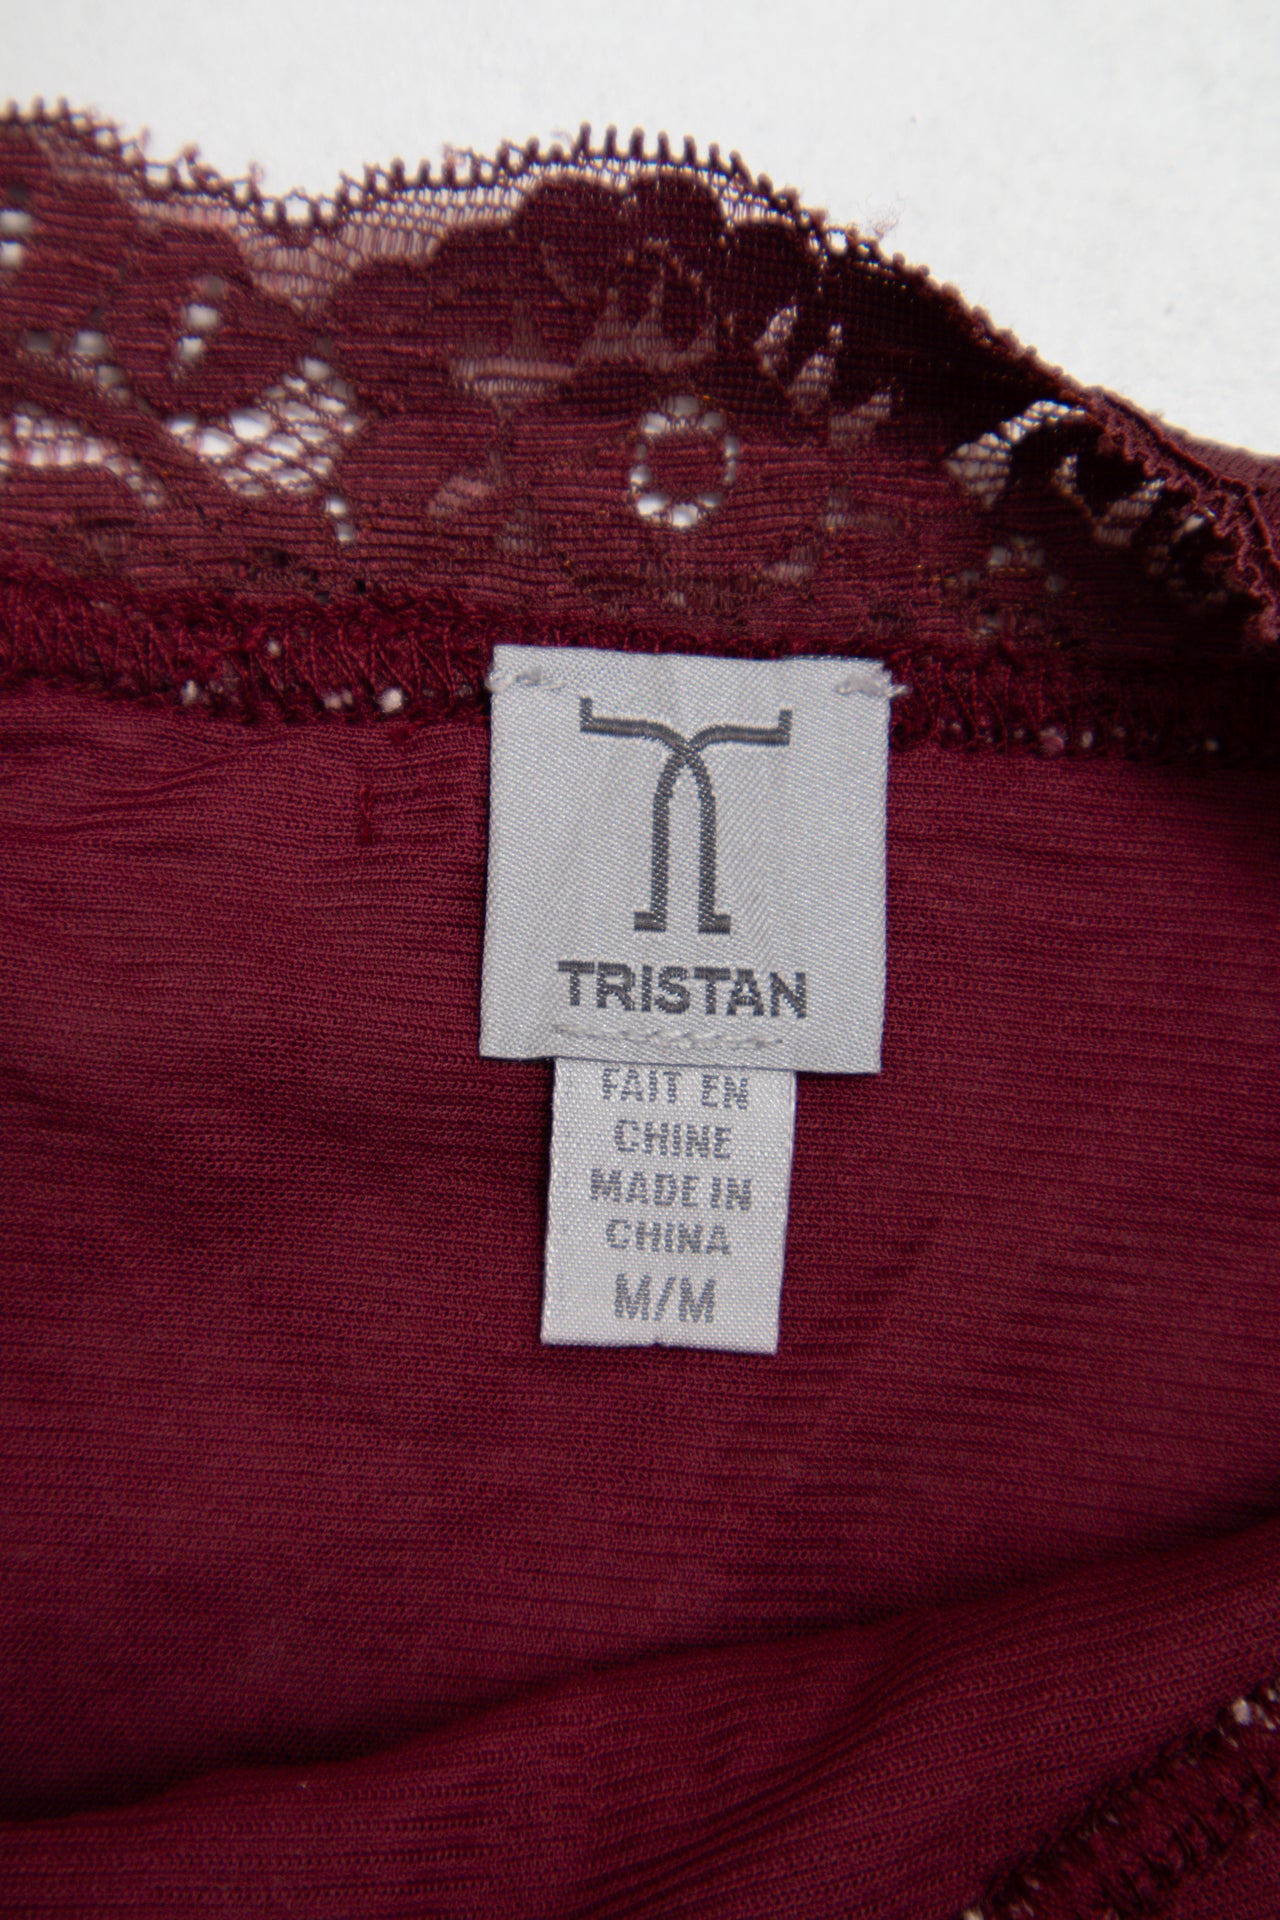 TRISTAN
FAIT EN
CHINE
MADE IN
CHINA
M/M